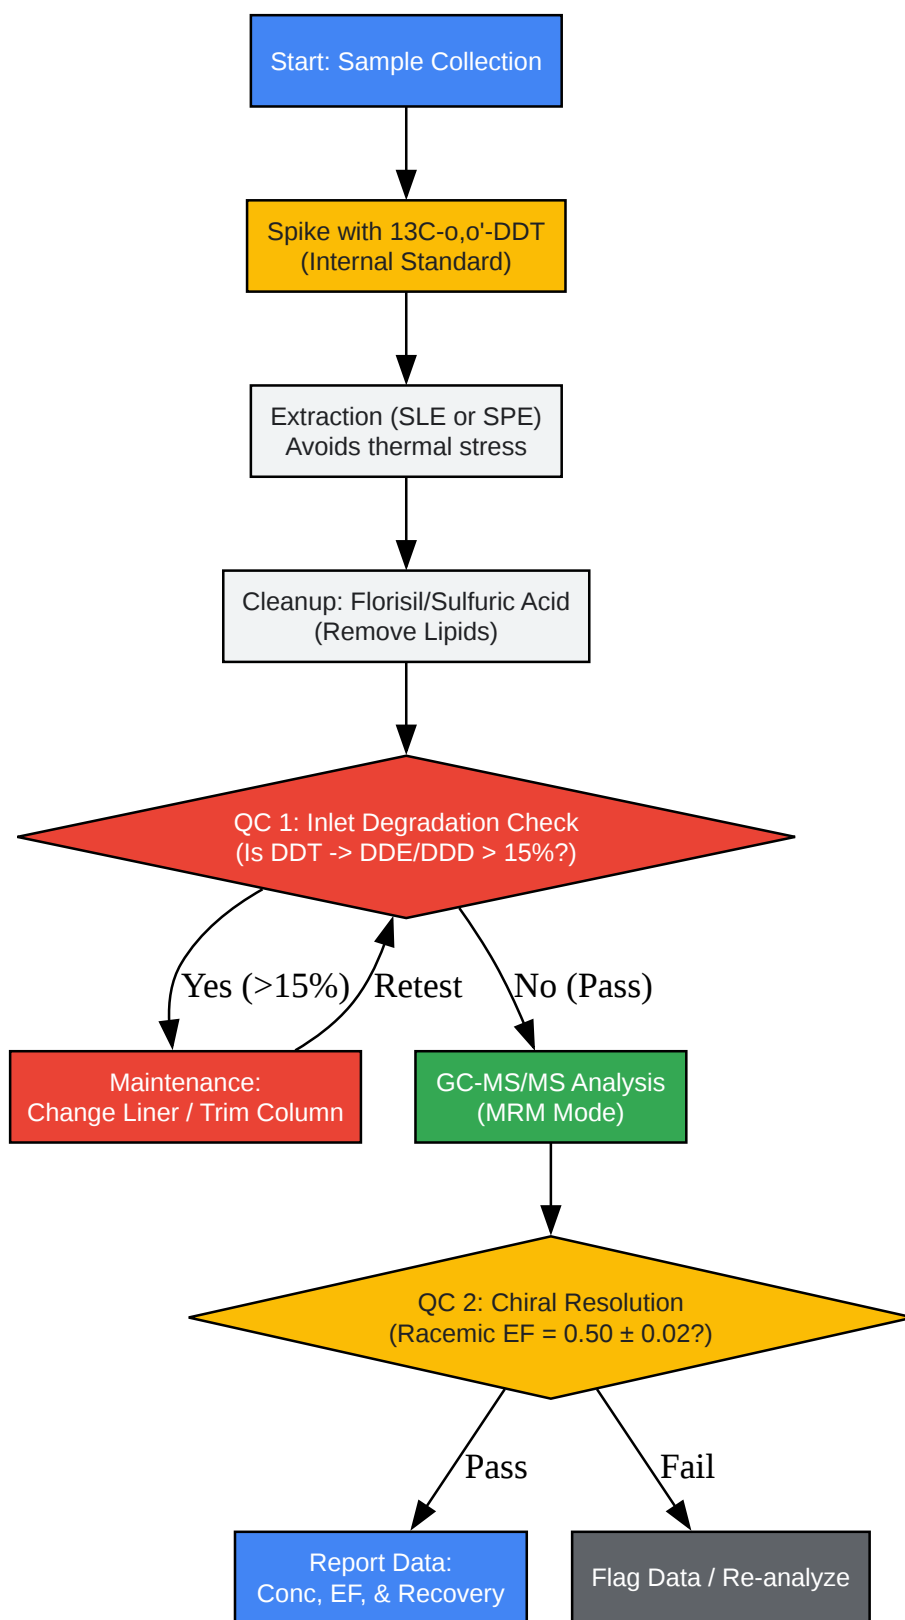 Start: Sample Collection
Spike with 13C-o,o'-DDT
(Internal Standard)
Extraction (SLE or SPE)
Avoids thermal stress
Cleanup: Florisil/Sulfuric Acid
(Remove Lipids)
QC 1: Inlet Degradation Check
(Is DDT -> DDE/DDD > 15%?)
Yes (>15%)
Retest
No (Pass)
Maintenance:
Change Liner / Trim Column
GC-MS/MS Analysis
(MRM Mode)
QC 2: Chiral Resolution
(Racemic EF = 0.50 ± 0.02?)
Pass
Fail
Report Data:
Conc, EF, & Recovery
Flag Data / Re-analyze